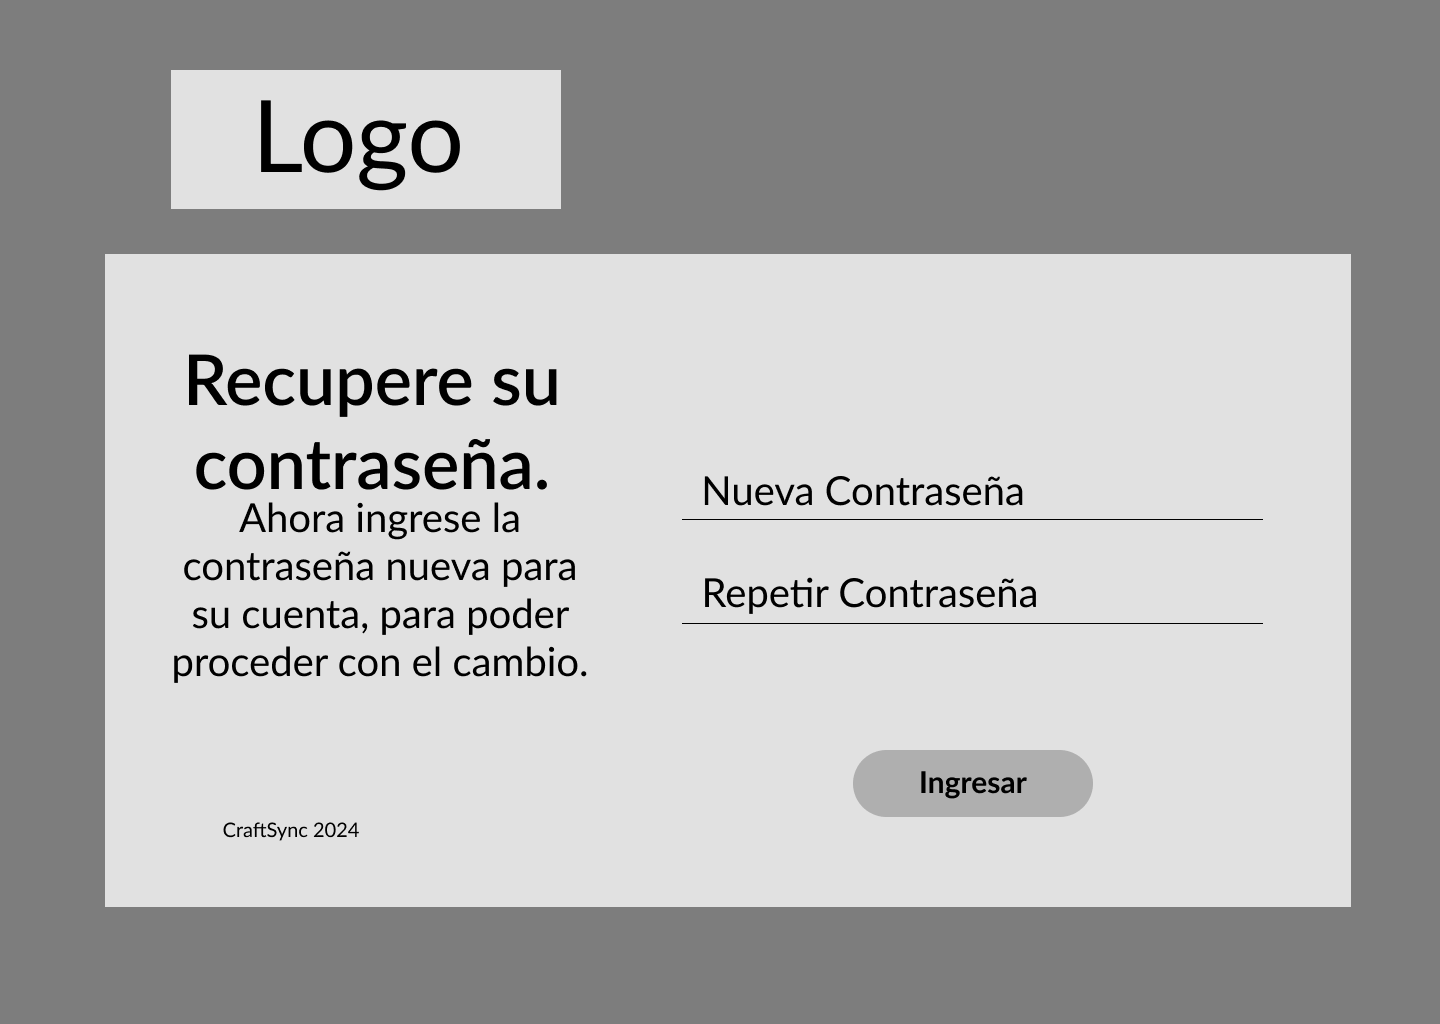 Logo
Recupere su
contraseña.
Ahora ingrese la
contraseña nueva para
su cuenta, para poder
proceder con el cambio.
Nueva Contraseña
Repetir Contraseña
Ingresar
CraftSync 2024